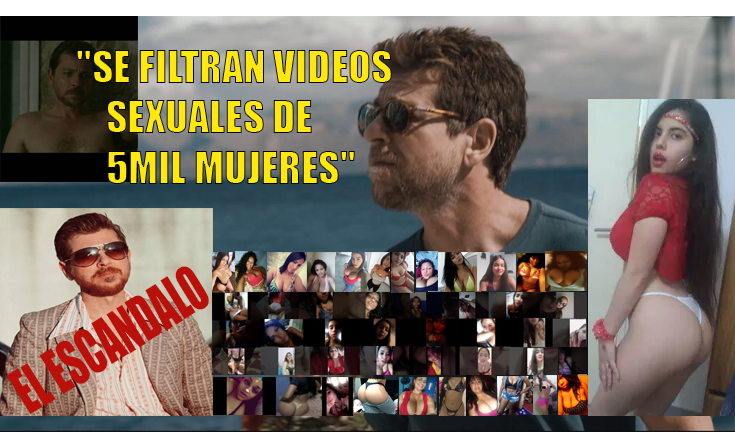 "SE FILTRAN VIDEOS
SEXUALES DE
5MIL MUJERES"
EL ESCANDALO